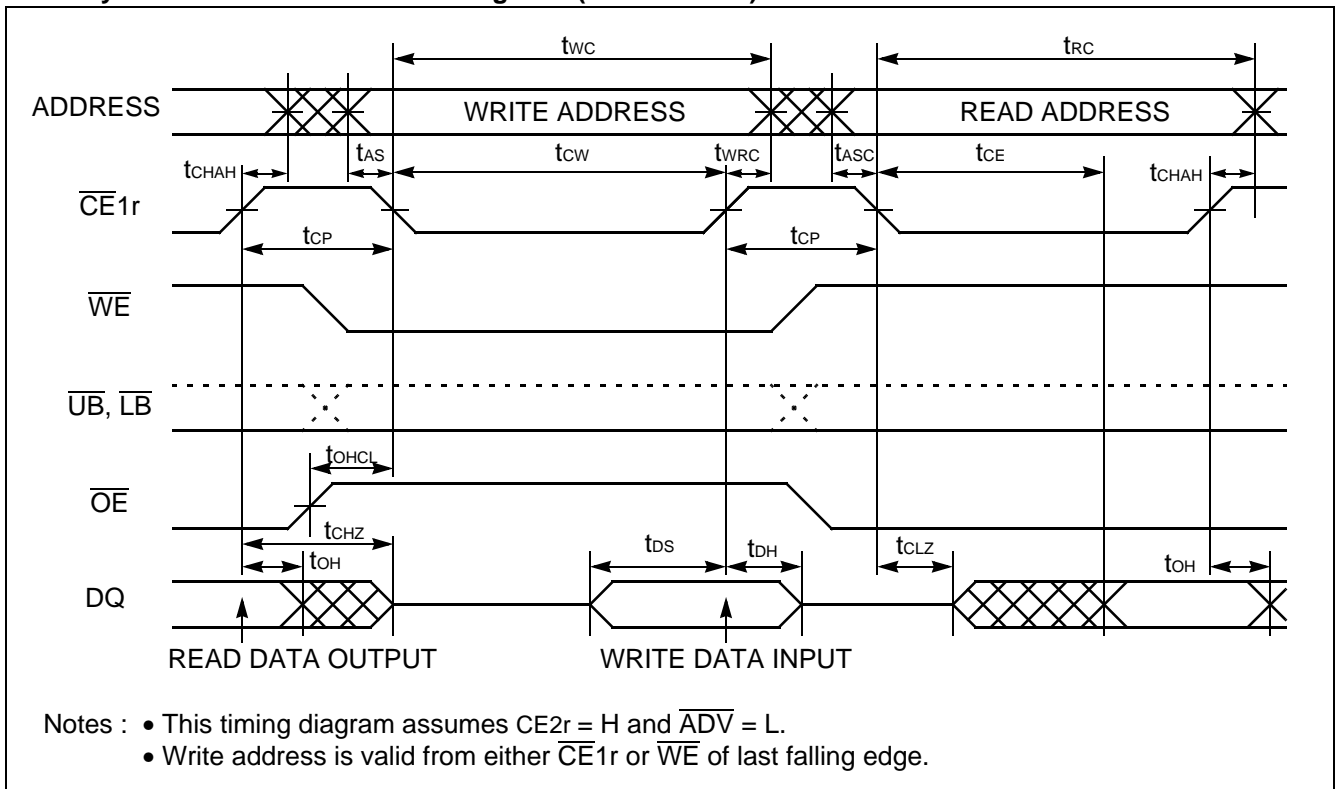 tWC
tRC
ADDRESS
WRITE ADDRESS
READ ADDRESS
tCHAH
tAS
tCW
tWRC
tASC
tCE
tCHAH
CE1r
tCP
tCP
WE
UB, LB
tOHCL
OE
tCHZ
tOH
tDS
tDH
tCLZ
tOH
DQ
READ DATA OUTPUT
WRITE DATA INPUT
Notes : • This timing diagram assumes CE2r = H and ADV = L.
• Write address is valid from either CE1r or WE of last falling edge.